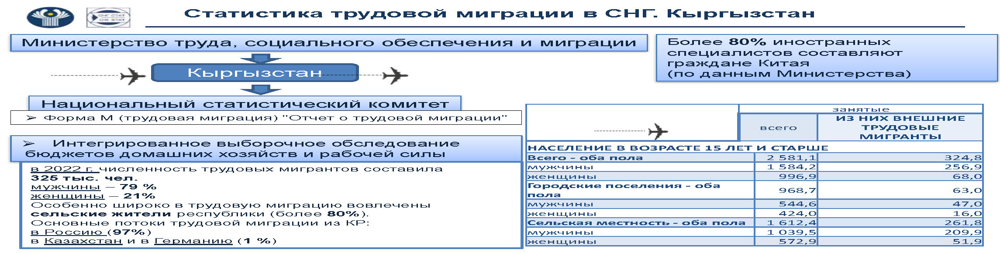 СНГ СТАТ
CIS STAT
Статистика трудовой миграции в СНГ. Кыргызстан
Министерство труда, социального обеспечения и миграции
Более 80% иностранных
специалистов составляют
граждане Китая
(по данным Министерства)
Кыргызстан
Национальный статистический комитет
➢ Форма М (трудовая миграция) "Отчет о трудовой миграции"
➢ Интегрированное выборочное обследование
бюджетов домашних хозяйств и рабочей силы
в 2022 г. численность трудовых мигрантов составила
325 тыс. чел.
мужчины – 79 %
женщины – 21%
Особенно широко в трудовую миграцию вовлечены
сельские жители республики (более 80%).
Основные потоки трудовой миграции из КР:
в Россию (97%)
в Казахстан и в Германию (1 %)
занятые
всего
ИЗ НИХ ВНЕШНИЕ
ТРУДОВЫЕ
МИГРАНТЫ
НАСЕЛЕНИЕ В ВОЗРАСТЕ 15 ЛЕТ И СТАРШЕ
Всего - оба пола 2 581,1 324,8
мужчины 1 584,2 256,9
женщины 996,9 68,0
Городские поселения - оба
пола 968,7 63,0
мужчины 544,6 47,0
женщины 424,0 16,0
Сельская местность - оба пола 1 612,4 261,8
мужчины 1 039,5 209,9
женщины 572,9 51,9